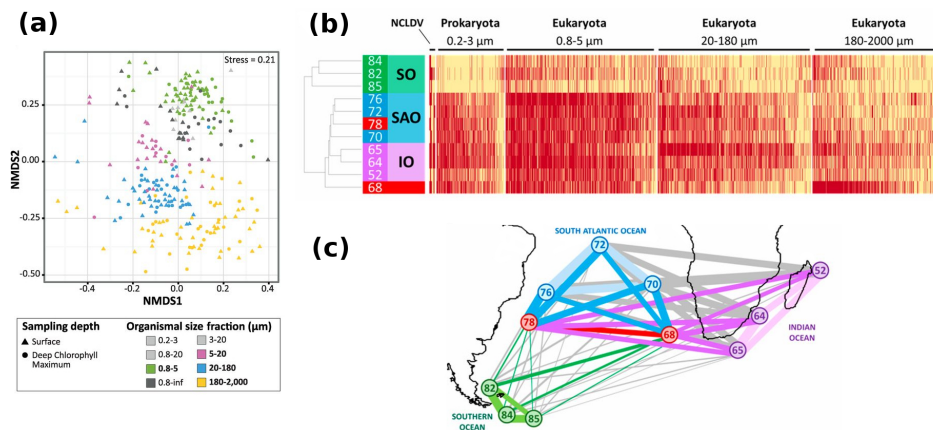 (a)
Stress = 0.21
NMDS2
0.25
0.00
-0.25
-0.50
-0.4 -0.2 0.0 0.2 0.4
NMDS1
Sampling depth
Surface
Deep Chlorophyll
Maximum
Organismal size fraction (µm)
0.2-3 3-20
0.8-20 5-20
0.8-5 20-180
0.8-inf 180-2,000
(b)
NCLDV Prokaryota Eukaryota Eukaryota Eukaryota
0.2-3 µm 0.8-5 µm 20-180 µm 180-2000 µm
84
82 SO
85
76
72 SAO
78
70
65
64 IO
52
68
(c)
SOUTH ATLANTIC OCEAN
72
52
70
76
64
78
68
65
INDIAN
OCEAN
82
84
85
SOUTHERN
OCEAN